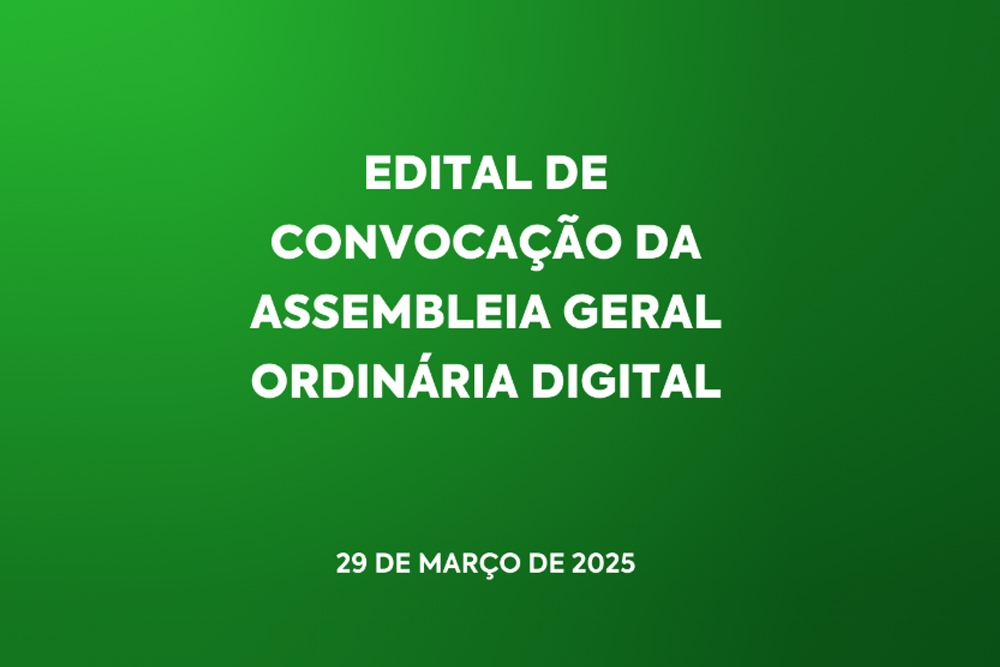 EDITAL DE
CONVOCAÇÃO DA
ASSEMBLEIA GERAL
ORDINÁRIA DIGITAL
29 DE MARÇO DE 2025